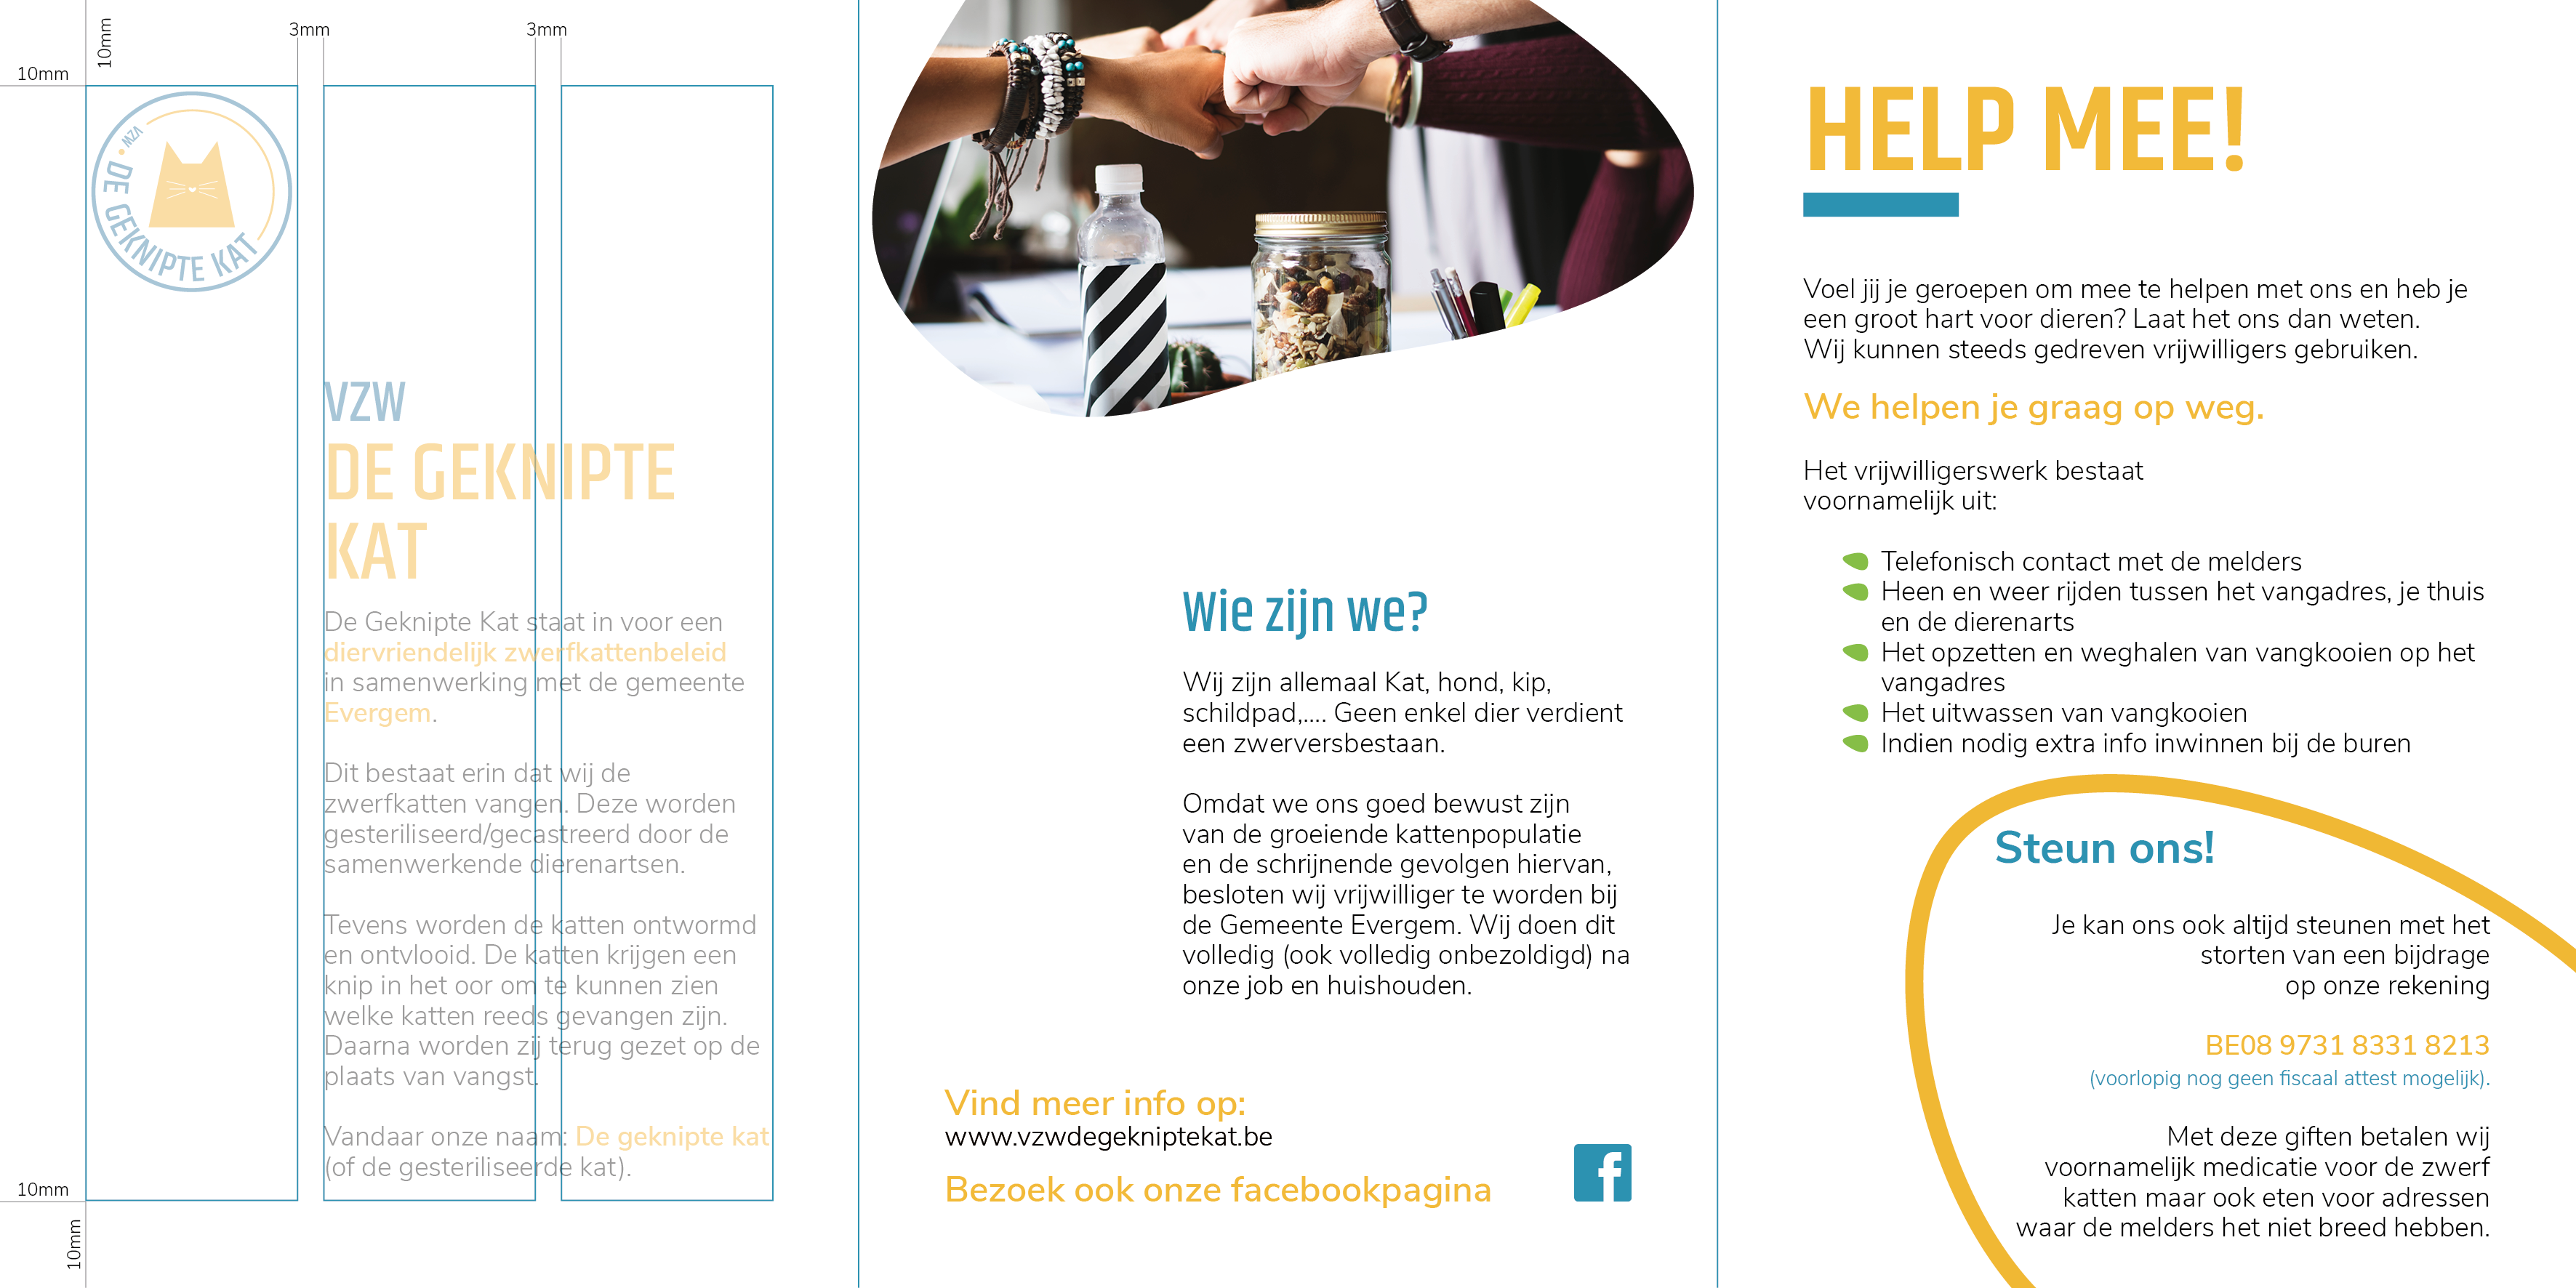 10mm
3mm
3mm
10mm
VZW • DE GEKNIPTE KAT
VZW
DE GEKNIPTE
KAT
De Geknipte Kat staat in voor een
diervriendelijk zwerfkattenbeleid
in samenwerking met de gemeente
Evergem.
Dit bestaat erin dat wij de
zwerfkatten vangen. Deze worden
gesteriliseerd/gecastreerd door de
samenwerkende dierenartsen.
Tevens worden de katten ontwormd
en ontvlooid. De katten krijgen een
knip in het oor om te kunnen zien
welke katten reeds gevangen zijn.
Daarna worden zij terug gezet op de
plaats van vangst.
Vandaar onze naam: De geknipte kat
(of de gesteriliseerde kat).
10mm
10mm
Wie zijn we?
Wij zijn allemaal Kat, hond, kip,
schildpad,.... Geen enkel dier verdient
een zwerversbestaan.
Omdat we ons goed bewust zijn
van de groeiende kattenpopulatie
en de schrijnende gevolgen hiervan,
besloten wij vrijwilliger te worden bij
de Gemeente Evergem. Wij doen dit
volledig (ook volledig onbezoldigd) na
onze job en huishouden.
Vind meer info op:
www.vzwdegekniptekat.be
Bezoek ook onze facebookpagina
f
HELP MEE!
Voel jij je geroepen om mee te helpen met ons en heb je
een groot hart voor dieren? Laat het ons dan weten.
Wij kunnen steeds gedreven vrijwilligers gebruiken.
We helpen je graag op weg.
Het vrijwilligerswerk bestaat
voornamelijk uit:
Telefonisch contact met de melders
Heen en weer rijden tussen het vangadres, je thuis
en de dierenarts
Het opzetten en weghalen van vangkooien op het
vangadres
Het uitwassen van vangkooien
Indien nodig extra info inwinnen bij de buren
Steun ons!
Je kan ons ook altijd steunen met het
storten van een bijdrage
op onze rekening
BE08 9731 8331 8213
(voorlopig nog geen fiscaal attest mogelijk).
Met deze giften betalen wij
voornamelijk medicatie voor de zwerf
katten maar ook eten voor adressen
waar de melders het niet breed hebben.